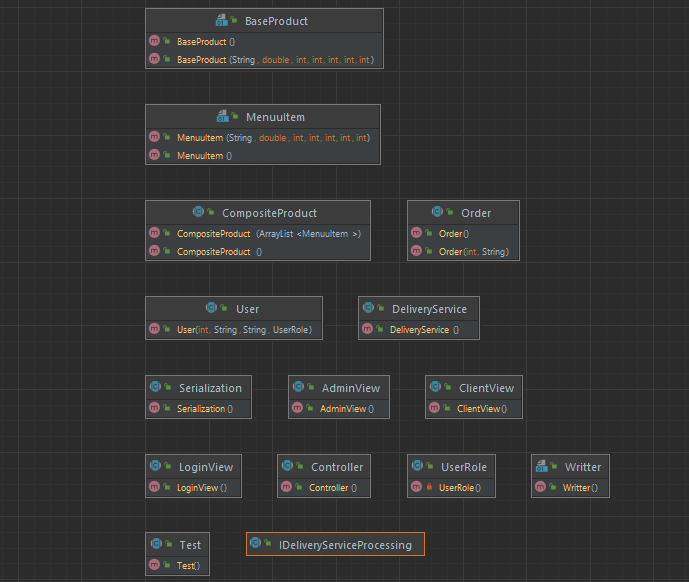 BaseProduct
BaseProduct ()
BaseProduct (String, double, int, int, int, int, int)
MenuuItem
MenuuItem (String, double, int, int, int, int, int)
MenuuItem ()
CompositeProduct
CompositeProduct (ArrayList <MenuuItem >)
CompositeProduct ()
Order
Order()
Order(int, String)
User
User(int, String, String, UserRole)
DeliveryService
DeliveryService ()
Serialization
Serialization ()
AdminView
AdminView ()
ClientView
ClientView()
LoginView
LoginView ()
Controller
Controller ()
UserRole
UserRole()
Writter
Writter()
Test
Test()
IDeliveryServiceProcessing